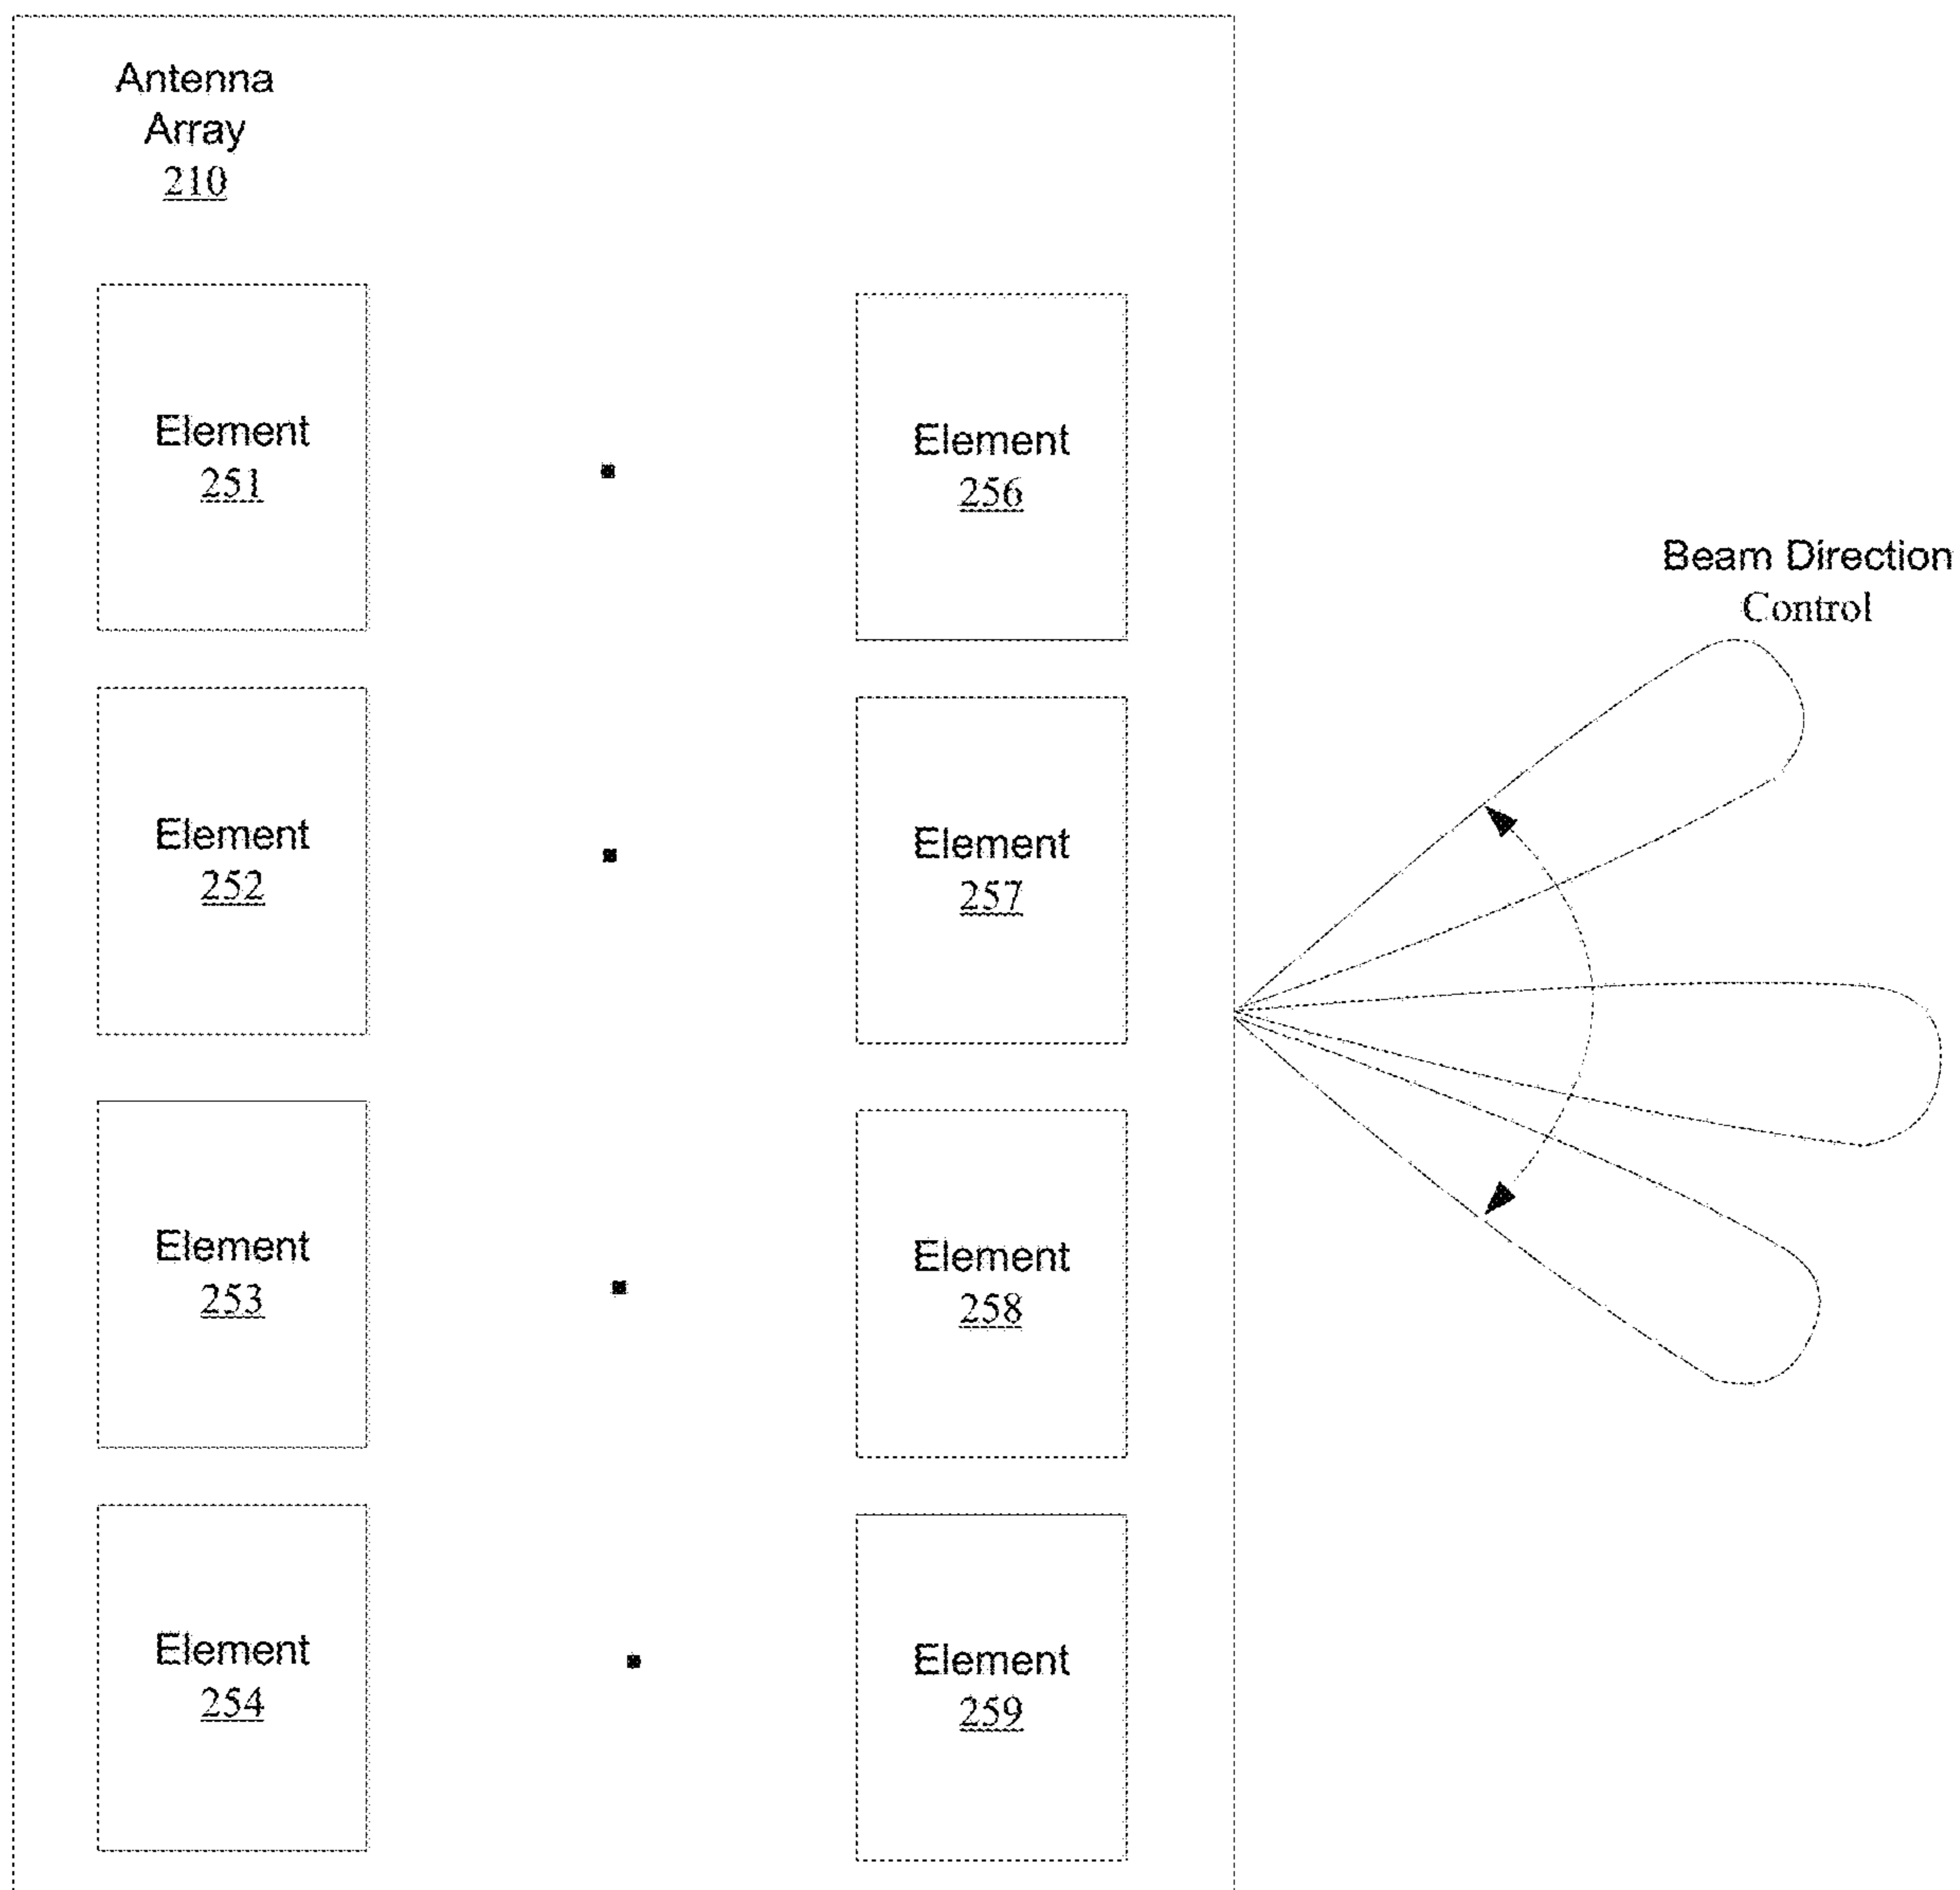 Antenna
Array
210
Element
251
Element
256
Beam Direction
Control
Element
252
Element
257
Element
253
Element
258
Element
254
Element
259